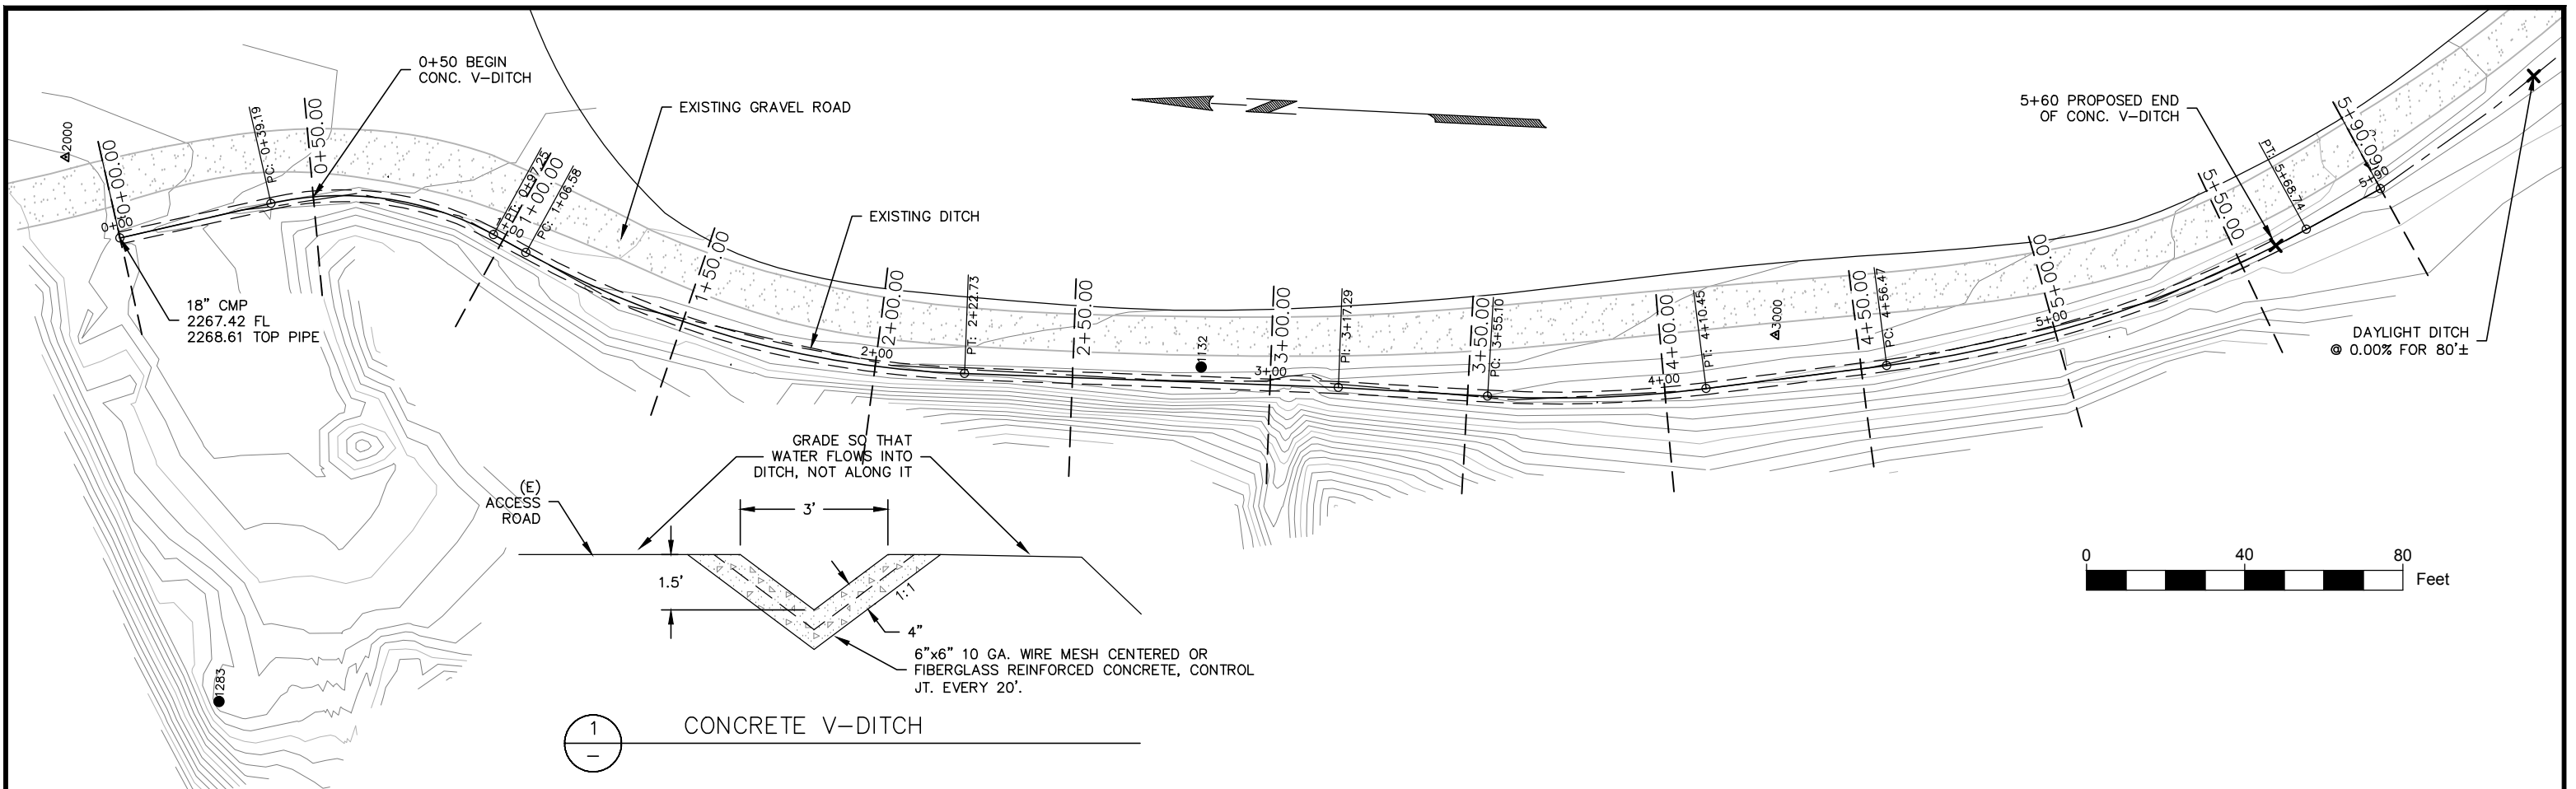 0+50 BEGIN
CONC. V-DITCH
EXISTING GRAVEL ROAD
EXISTING DITCH
N
5+60 PROPOSED END
OF CONC. V-DITCH
DAYLIGHT DITCH
@ 0.00% FOR 80'±
2000
0+00.00
0+00
PC: 0+39.19
0+50.00
PT: 0+97.25
1+00.00
PC: 1+06.58
1+50.00
2+00.00
2+00
PT: 2+22.73
2+50.00
1132
3+00.00
3+00
PI: 3+17.29
3+50.00
PC: 3+55.10
4+00.00
4+00
PT: 4+10.45
3000
4+50.00
PC: 4+56.47
5+00.00
5+00
5+50.00
PT: 5+68.74
5+90.09
5+90
18" CMP
2267.42 FL
2268.61 TOP PIPE
1283
GRADE SO THAT
WATER FLOWS INTO
DITCH, NOT ALONG IT
(E)
ACCESS
ROAD
3'
1.5'
1:1
4"
6"x6" 10 GA. WIRE MESH CENTERED OR
FIBERGLASS REINFORCED CONCRETE, CONTROL
JT. EVERY 20'.
1
–
CONCRETE V-DITCH
0 40 80
Feet